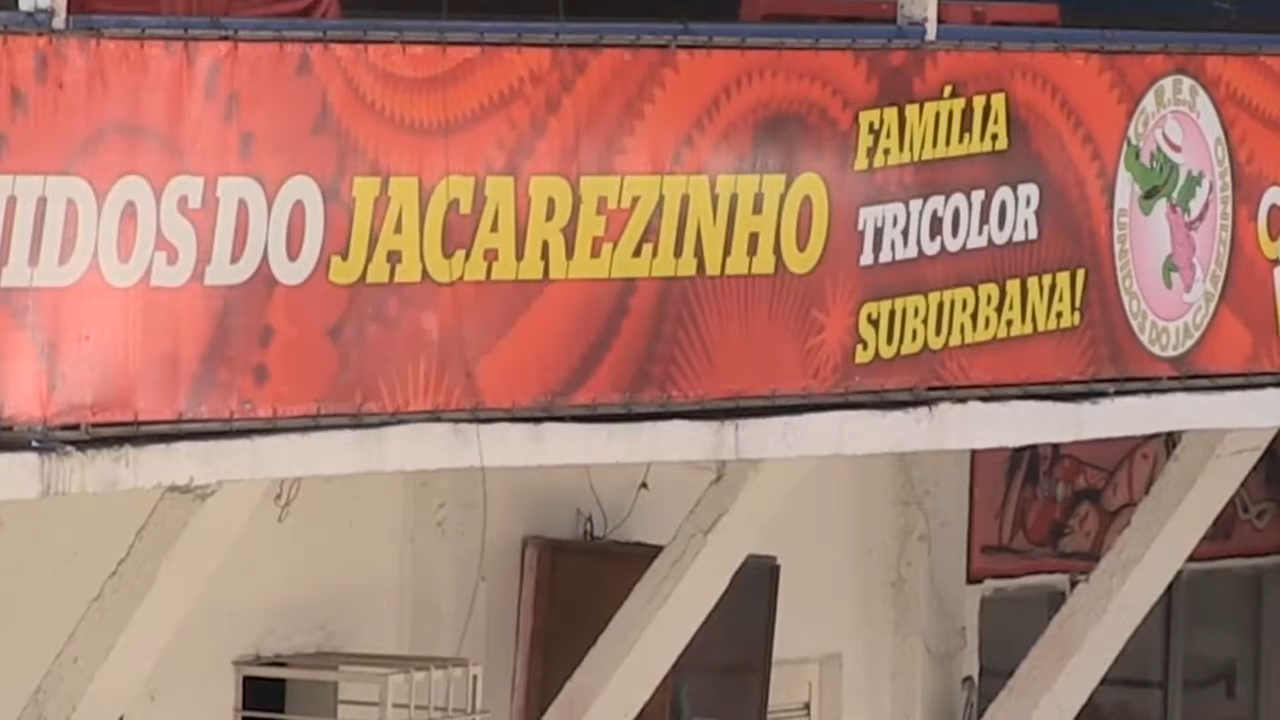 IDOS DO JACAREZINHO
FAMÍLIA
TRICOLOR
SUBURBANA!
G.R.E.S.
UNIDOS DO JACAREZINHO